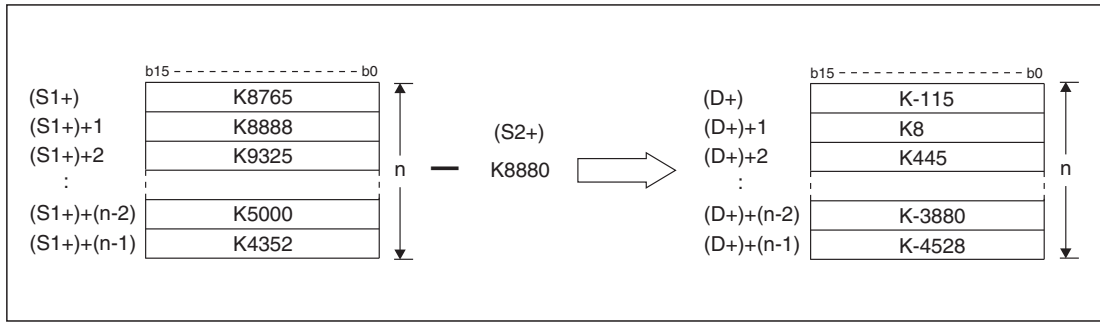 b15 b0
(S1+) K8765
(S1+)+1 K8888
(S1+)+2 K9325
:
(S1+)+(n-2) K5000
(S1+)+(n-1) K4352
n
—
(S2+)
K8880
b15 b0
(D+) K-115
(D+)+1 K8
(D+)+2 K445
:
(D+)+(n-2) K-3880
(D+)+(n-1) K-4528
n